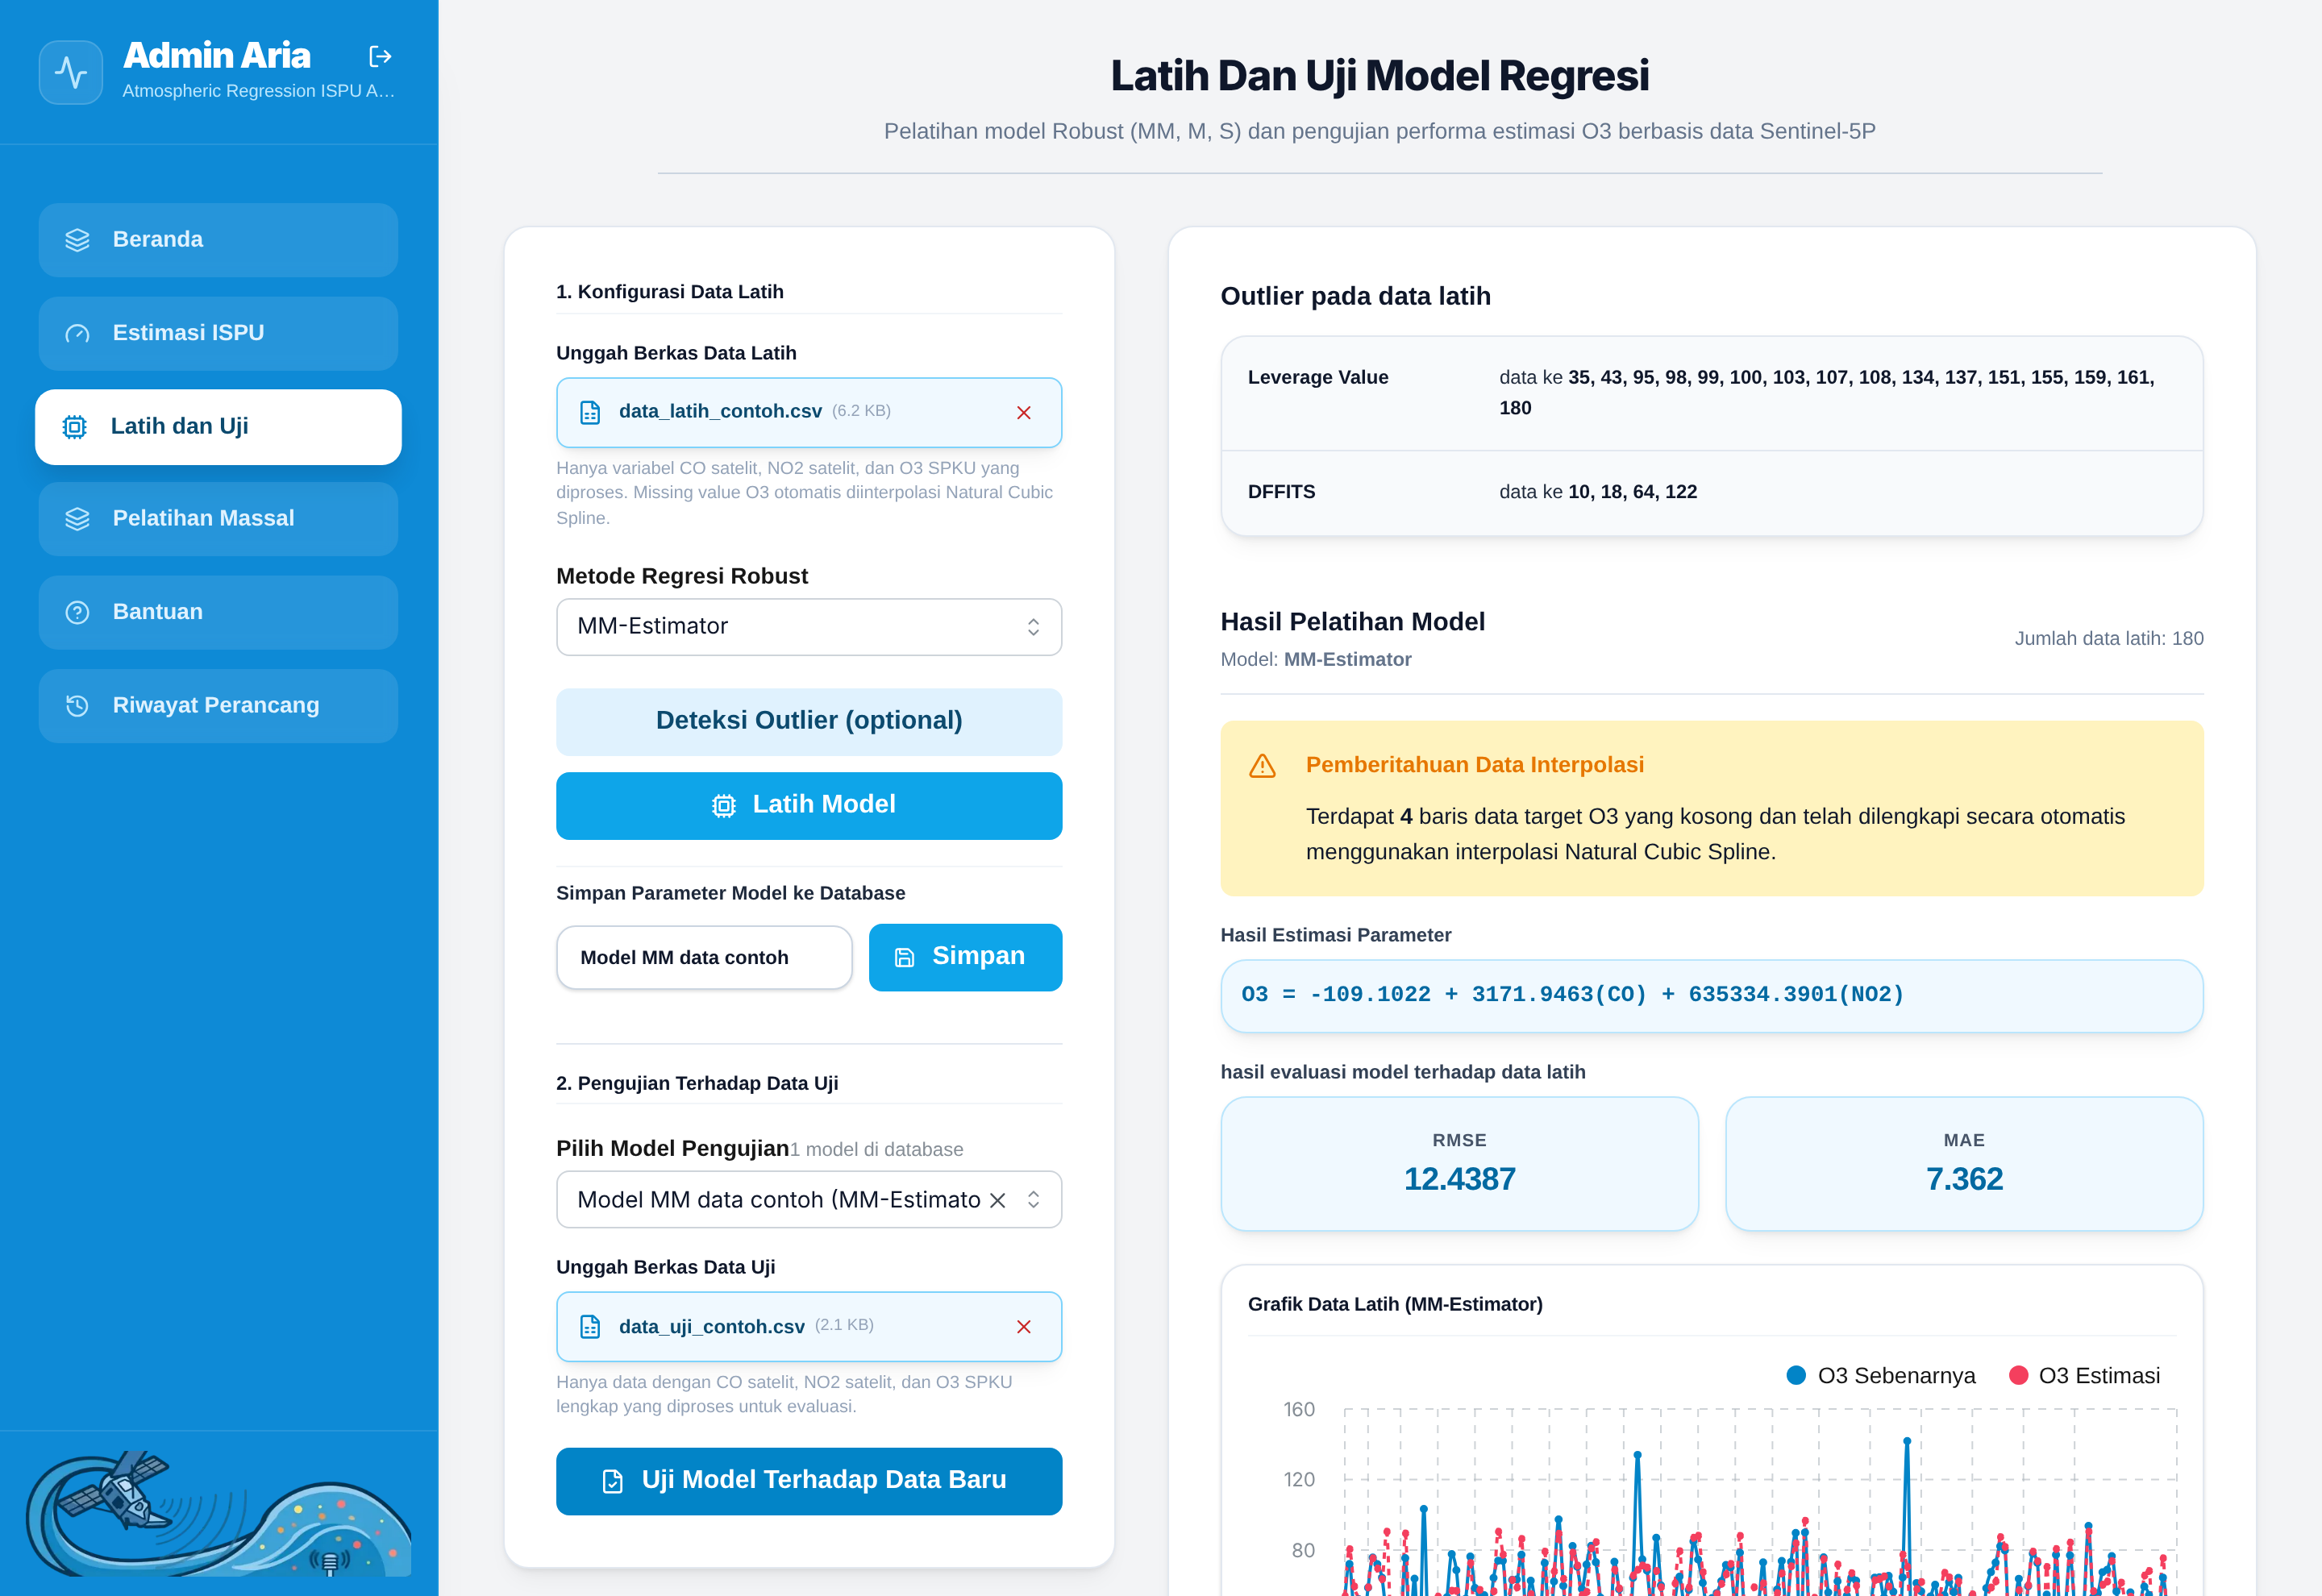 Admin Aria
Atmospheric Regression ISPU A...
Beranda
Estimasi ISPU
Latih dan Uji
Pelatihan Massal
Bantuan
Riwayat Perancang
Latih Dan Uji Model Regresi
Pelatihan model Robust (MM, M, S) dan pengujian performa estimasi O3 berbasis data Sentinel-5P
1. Konfigurasi Data Latih
Unggah Berkas Data Latih
data_latih_contoh.csv (6.2 KB)
Hanya variabel CO satelit, NO2 satelit, dan O3 SPKU yang
diproses. Missing value O3 otomatis diinterpolasi Natural Cubic
Spline.
Metode Regresi Robust
MM-Estimator
Deteksi Outlier (optional)
Latih Model
Simpan Parameter Model ke Database
Model MM data contoh
Simpan
2. Pengujian Terhadap Data Uji
Pilih Model Pengujian1 model di database
Model MM data contoh (MM-Estimato
Unggah Berkas Data Uji
data_uji_contoh.csv (2.1 KB)
Hanya data dengan CO satelit, NO2 satelit, dan O3 SPKU
lengkap yang diproses untuk evaluasi.
Uji Model Terhadap Data Baru
Outlier pada data latih
Leverage Value data ke 35, 43, 95, 98, 99, 100, 103, 107, 108, 134, 137, 151, 155, 159, 161,
180
DFFITS data ke 10, 18, 64, 122
Hasil Pelatihan Model
Jumlah data latih: 180
Model: MM-Estimator
Pemberitahuan Data Interpolasi
Terdapat 4 baris data target O3 yang kosong dan telah dilengkapi secara otomatis
menggunakan interpolasi Natural Cubic Spline.
Hasil Estimasi Parameter
O3 = -109.1022 + 3171.9463(CO) + 635334.3901(NO2)
hasil evaluasi model terhadap data latih
RMSE
12.4387
MAE
7.362
Grafik Data Latih (MM-Estimator)
O3 Sebenarnya
O3 Estimasi
160
120
80